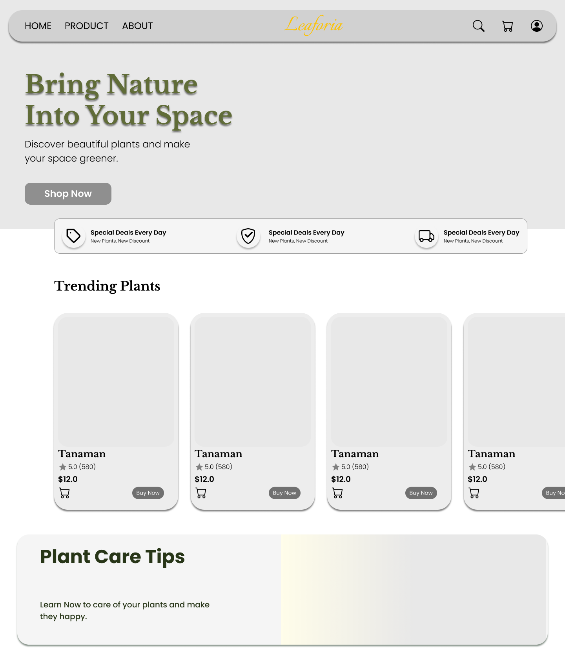 HOME PRODUCT ABOUT
Leaforia
Bring Nature
Into Your Space
Discover beautiful plants and make
your space greener.
Shop Now
Special Deals Every Day
New Plants, New Discount
Special Deals Every Day
New Plants, New Discount
Special Deals Every Day
New Plants, New Discount
Trending Plants
Tanaman
5.0 (580)
$12.0
Buy Now
Tanaman
5.0 (580)
$12.0
Buy Now
Tanaman
5.0 (580)
$12.0
Buy Now
Tanaman
5.0 (580)
$12.0
Buy No
Plant Care Tips
Learn Now to care of your plants and make
they happy.